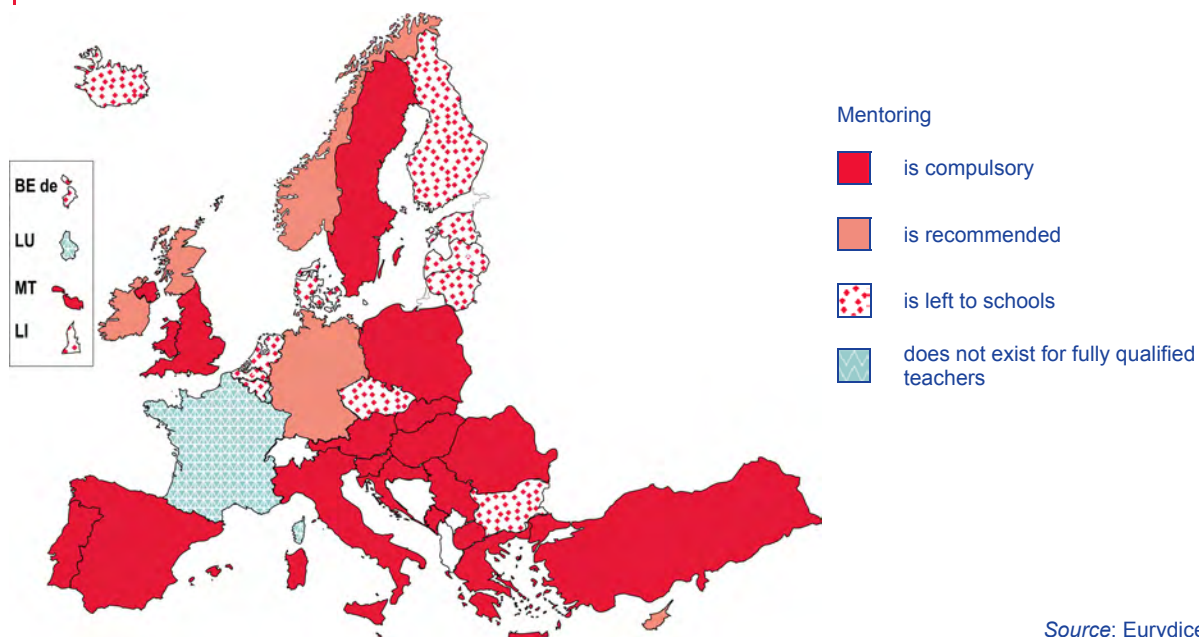 BE de
LU
MT
LI
Mentoring
is compulsory
is recommended
is left to schools
does not exist for fully qualified
teachers
Source: Eurydice